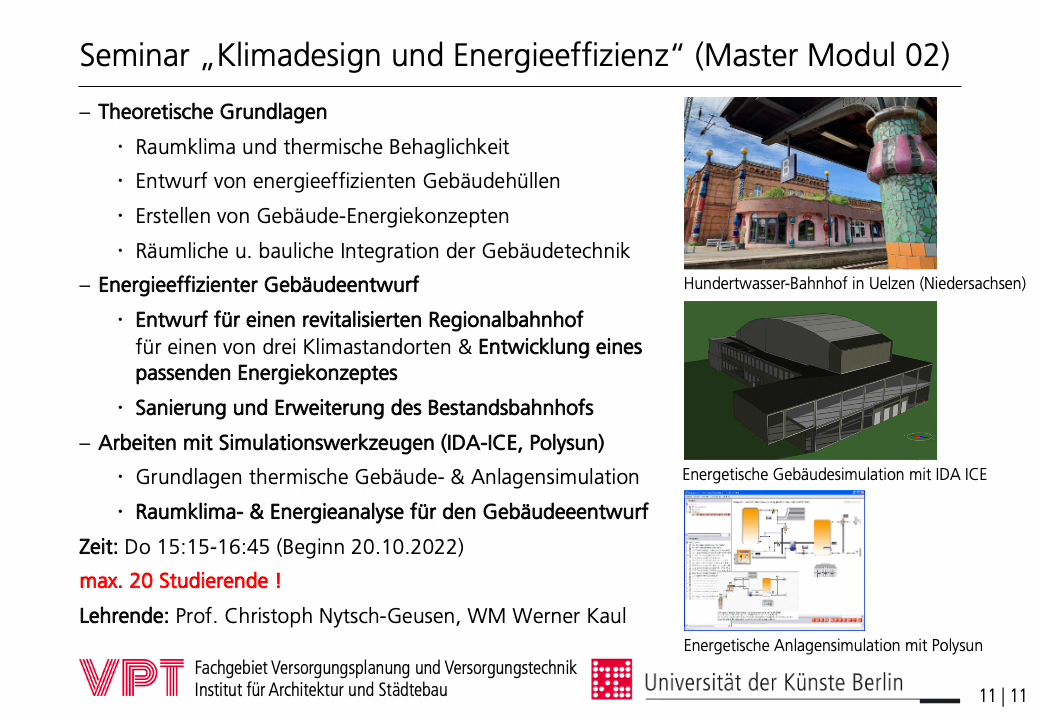 Seminar „Klimadesign und Energieeffizienz“ (Master Modul 02)
– Theoretische Grundlagen
· Raumklima und thermische Behaglichkeit
· Entwurf von energieeffizienten Gebäudehüllen
· Erstellen von Gebäude-Energiekonzepten
· Räumliche u. bauliche Integration der Gebäudetechnik
– Energieeffizienter Gebäudeentwurf
· Entwurf für einen revitalisierten Regionalbahnhof
für einen von drei Klimastandorten & Entwicklung eines
passenden Energiekonzeptes
· Sanierung und Erweiterung des Bestandsbahnhofs
– Arbeiten mit Simulationswerkzeugen (IDA-ICE, Polysun)
· Grundlagen thermische Gebäude- & Anlagensimulation
· Raumklima- & Energieanalyse für den Gebäudeeentwurf
Zeit: Do 15:15-16:45 (Beginn 20.10.2022)
max. 20 Studierende !
Lehrende: Prof. Christoph Nytsch-Geusen, WM Werner Kaul
B
Hundertwasser-Bahnhof in Uelzen (Niedersachsen)
Energetische Gebäudesimulation mit IDA ICE
Energetische Anlagensimulation mit Polysun
VPT
Fachgebiet Versorgungsplanung und Versorgungstechnik
Institut für Architektur und Städtebau
Universität der Künste Berlin
11 | 11